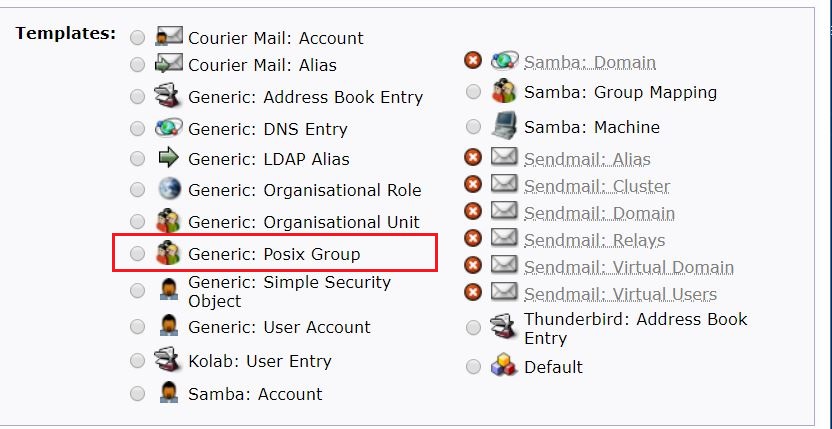 Templates:
Courier Mail: Account
Courier Mail: Alias
Generic: Address Book Entry
Generic: DNS Entry
Generic: LDAP Alias
Generic: Organisational Role
Generic: Organisational Unit
Generic: Posix Group
Generic: Simple Security
Object
Generic: User Account
Kolab: User Entry
Samba: Account
Samba: Domain
Samba: Group Mapping
Samba: Machine
Sendmail: Alias
Sendmail: Cluster
Sendmail: Domain
Sendmail: Relays
Sendmail: Virtual Domain
Sendmail: Virtual Users
Thunderbird: Address Book
Entry
Default